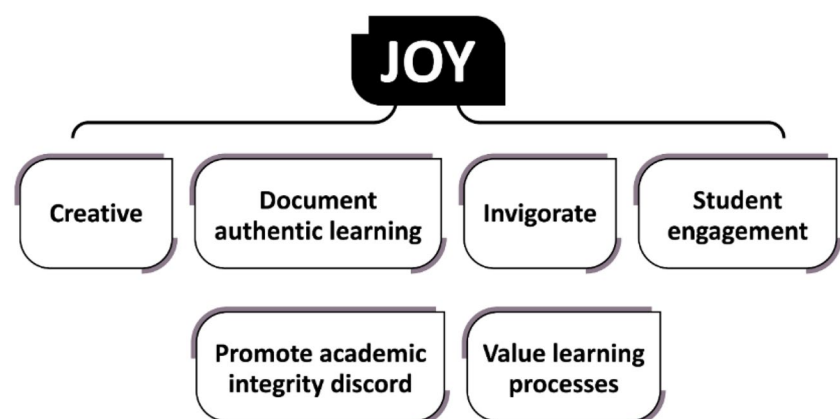 JOY
Creative
Document
authentic learning
Invigorate
Student
engagement
Promote academic
integrity discord
Value learning
processes